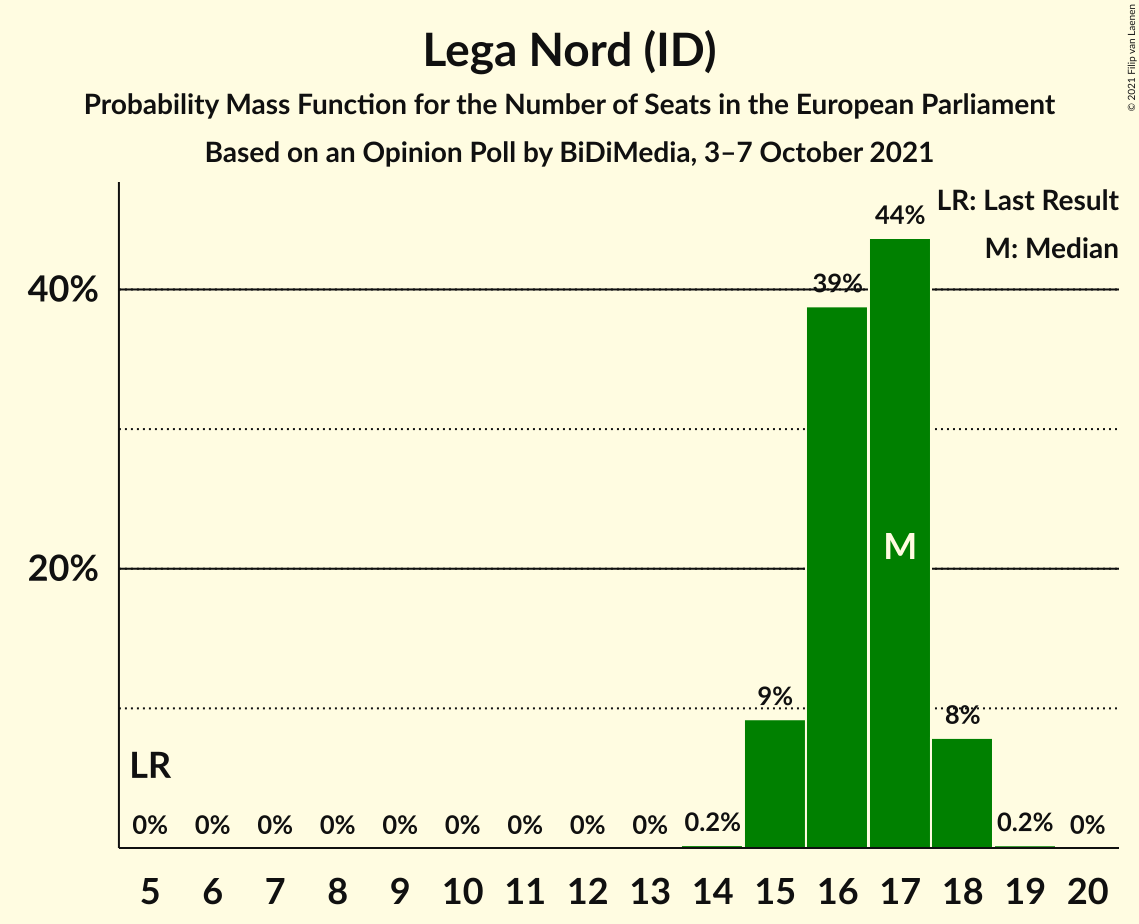 Lega Nord (ID)
Probability Mass Function for the Number of Seats in the European Parliament
Based on an Opinion Poll by BiDiMedia, 3–7 October 2021
© 2021 Filip van Laenen
LR: Last Result
M: Median
40%
20%
44%
39%
M
9%
8%
LR
0% 0% 0% 0% 0% 0% 0% 0% 0% 0.2% 0.2% 0%
5 6 7 8 9 10 11 12 13 14 15 16 17 18 19 20